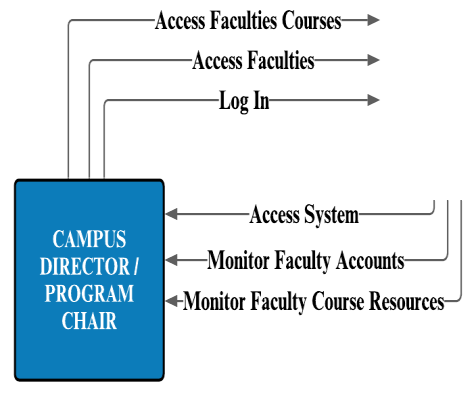 Access Faculties Courses
Access Faculties
Log In
Access System
CAMPUS
DIRECTOR /
PROGRAM
CHAIR
Monitor Faculty Accounts
Monitor Faculty Course Resources